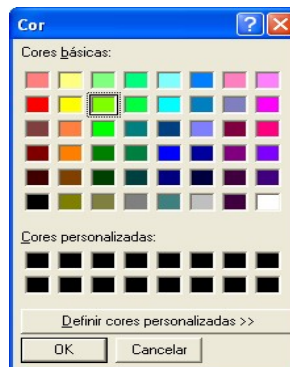 Cor
Cores básicas:
Cores personalizadas:
Definir cores personalizadas >>
OK
Cancelar